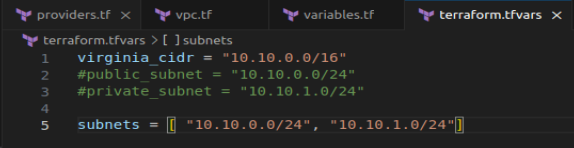 providers.tf × vpc.tf variables.tf terraform.tfvars ×
terraform.tfvars > [ ] subnets
1 virginia_cidr = "10.10.0.0/16"
2 #public_subnet = "10.10.0.0/24"
3 #private_subnet = "10.10.1.0/24"
4
5 subnets = [ "10.10.0.0/24", "10.10.1.0/24"]